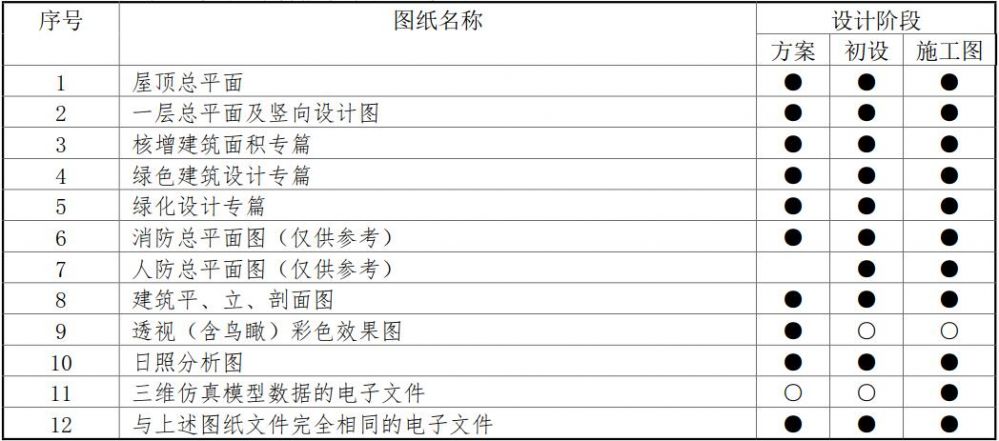 序号 图纸名称 设计阶段
方案 初设 施工图
1 屋顶总平面 ● ● ●
2 一层总平面及竖向设计图 ● ● ●
3 核增建筑面积专篇 ● ● ●
4 绿色建筑设计专篇 ● ● ●
5 绿化设计专篇 ● ● ●
6 消防总平面图（仅供参考） ● ● ●
7 人防总平面图（仅供参考） ● ●
8 建筑平、立、剖面图 ● ● ●
9 透视（含鸟瞰）彩色效果图 ● ○ ○
10 日照分析图 ● ● ●
11 三维仿真模型数据的电子文件 ○ ○ ●
12 与上述图纸文件完全相同的电子文件 ● ● ●